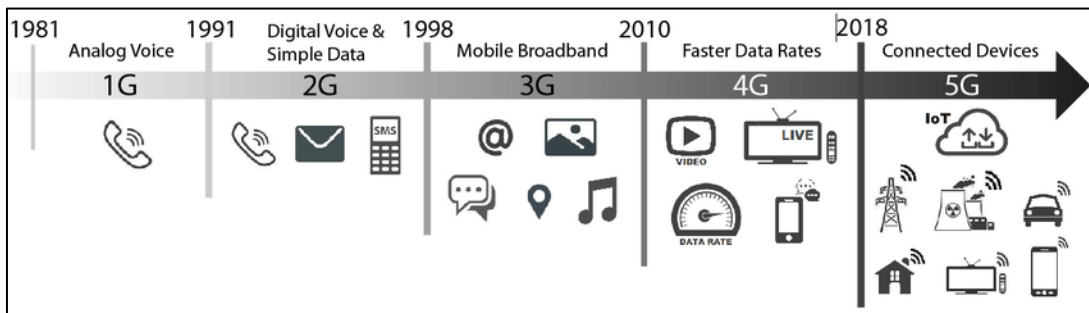 1981
1991
1998
2010
2018
Analog Voice
Digital Voice &
Simple Data
Mobile Broadband
Faster Data Rates
Connected Devices
1G
2G
3G
4G
5G
SMS
@
VIDEO
LIVE
DATA RATE
IoT